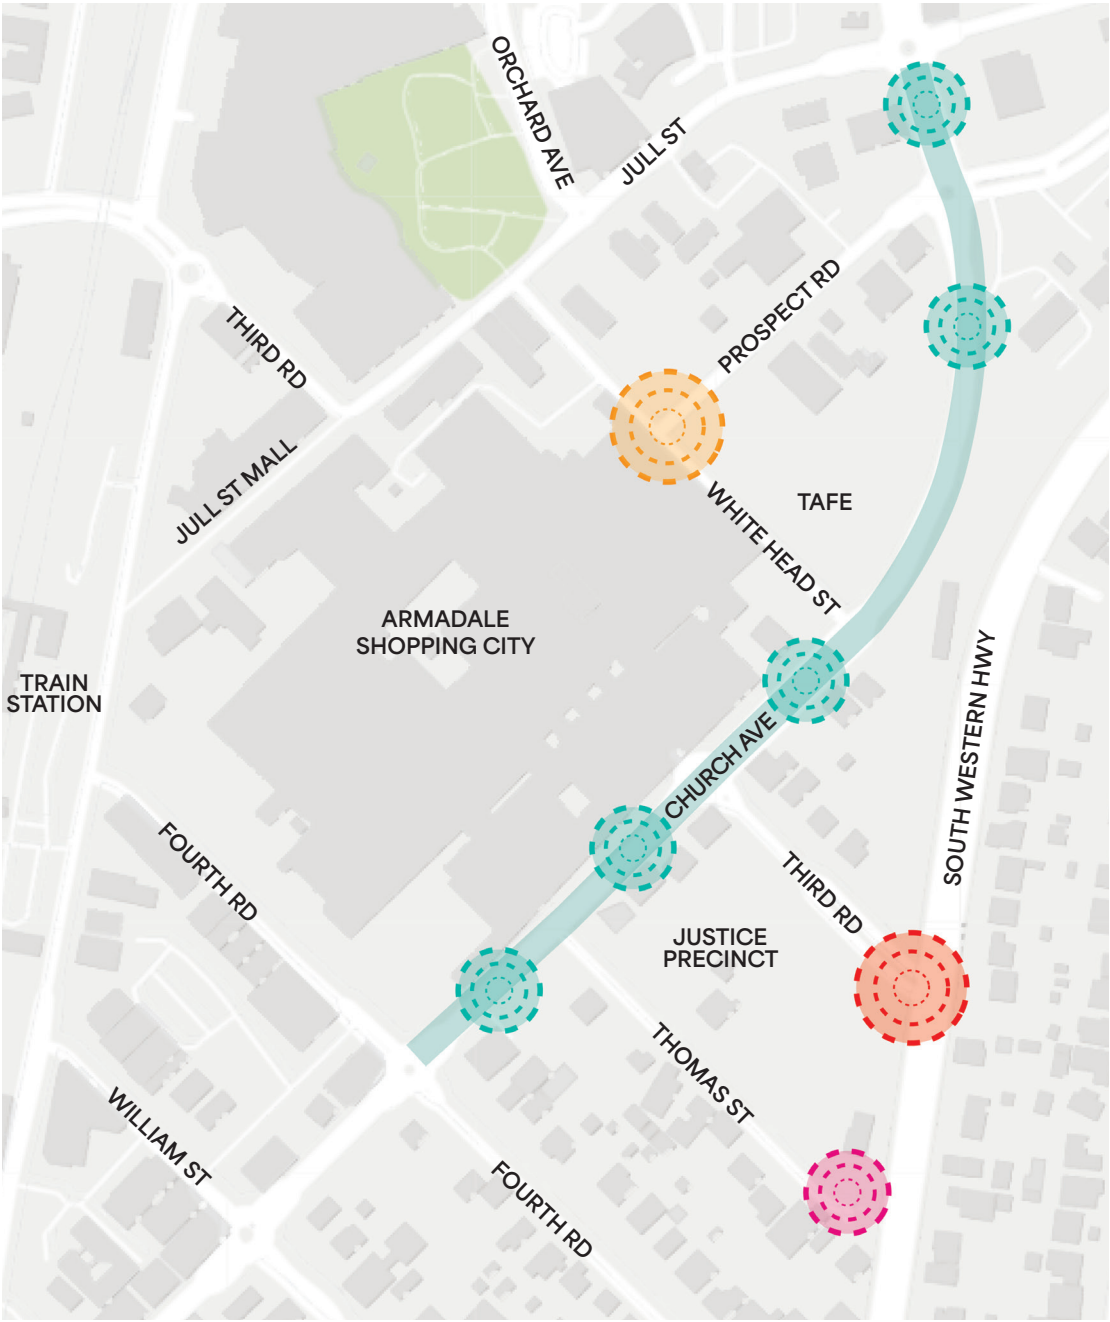 ORCHARD AVE
JULL ST
PROSPECT RD
THIRD RD
JULL ST MALL
WHITE HEAD ST
TAFE
ARMADALE
SHOPPING CITY
TRAIN
STATION
SOUTH WESTERN HWY
CHURCH AVE
FOURTH RD
THIRD RD
JUSTICE
PRECINCT
THOMAS ST
WILLIAM ST
FOURTH RD